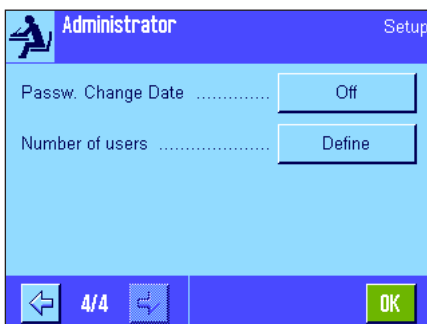 Administrator Setup
Passw. Change Date ............. Off
Number of users ..................... Define
4/4 OK